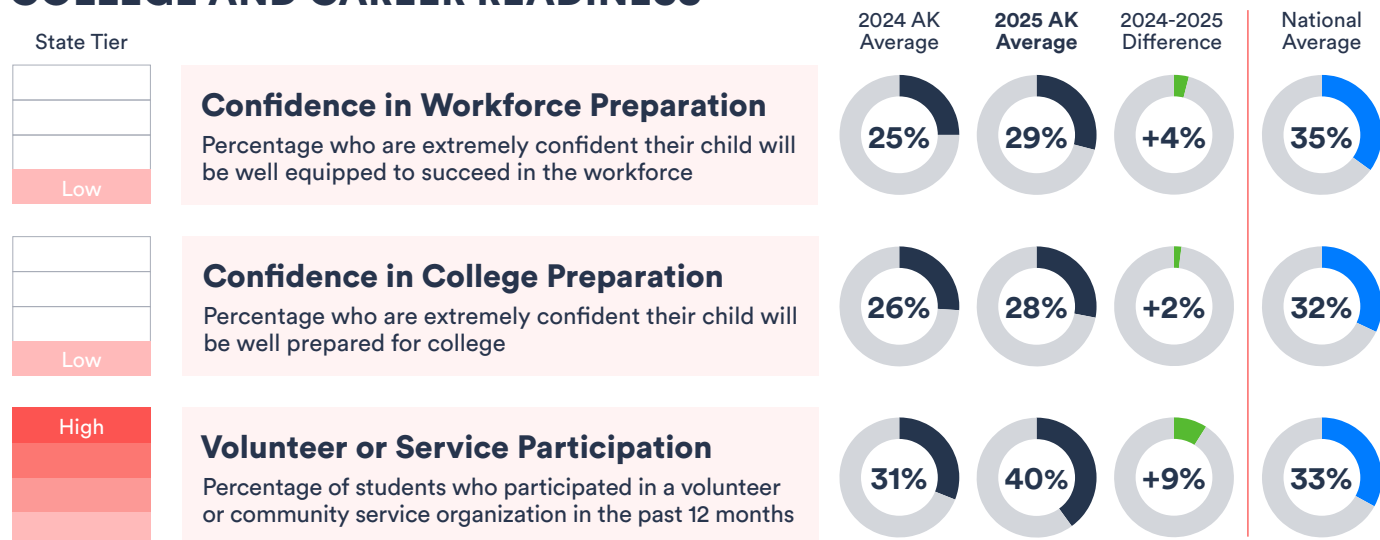 COLLEGE AND CAREER READINESS
State Tier
2024 AK
Average
2025 AK
Average
2024-2025
Difference
National
Average
Low
Confidence in Workforce Preparation
Percentage who are extremely confident their child will
be well equipped to succeed in the workforce
25%
29%
+4%
35%
Low
Confidence in College Preparation
Percentage who are extremely confident their child will
be well prepared for college
26%
28%
+2%
32%
High
Volunteer or Service Participation
Percentage of students who participated in a volunteer
or community service organization in the past 12 months
31%
40%
+9%
33%